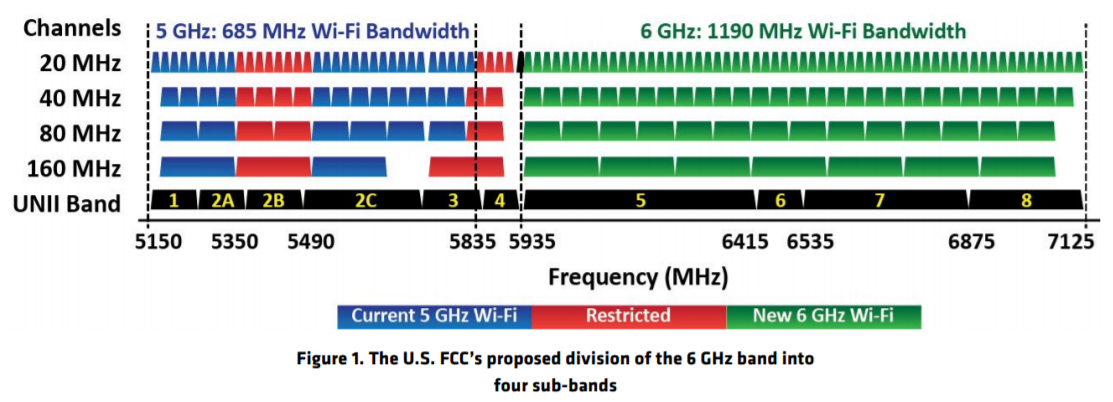 Channels
5 GHz: 685 MHz Wi-Fi Bandwidth
6 GHz: 1190 MHz Wi-Fi Bandwidth
20 MHz
40 MHz
80 MHz
160 MHz
UNII Band 1 2A 2B 2C 3 4 5 6 7 8
5150 5350 5490 5835 5935 6415 6535 6875 7125
Frequency (MHz)
Current 5 GHz Wi-Fi Restricted New 6 GHz Wi-Fi
Figure 1. The U.S. FCC's proposed division of the 6 GHz band into
four sub-bands